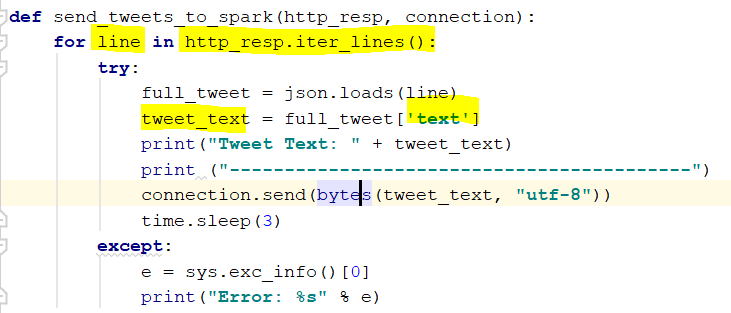 def send_tweets_to_spark(http_resp, connection):
    for line in http_resp.iter_lines():
        try:
            full_tweet = json.loads(line)
            tweet_text = full_tweet['text']
            print("Tweet Text: " + tweet_text)
            print ("------------------------------------------")
            connection.send(bytes(tweet_text, "utf-8"))
            time.sleep(3)
        except:
            e = sys.exc_info()[0]
            print("Error: %s" % e)